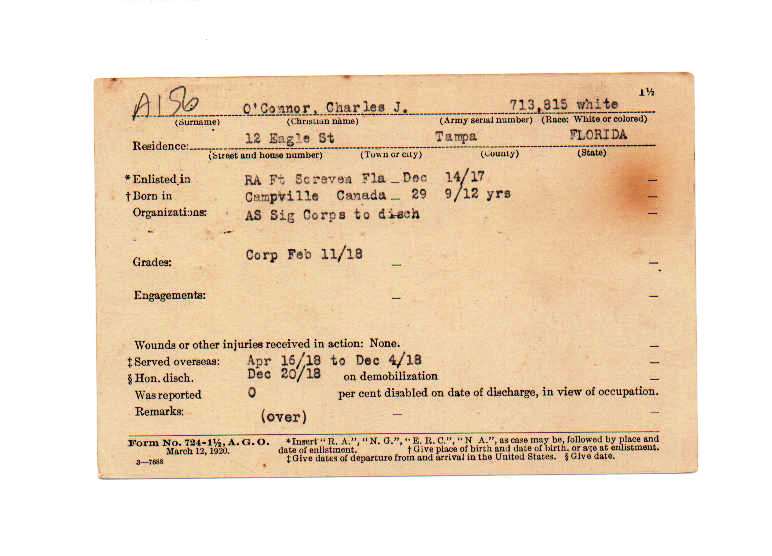 1½
A156
O'Connor, Charles J. 713,815 white
(Surname) (Christian name) (Army serial number) (Race: White or colored)
Residence: 12 Eagle St Tampa FLORIDA
(Street and house number) (Town or city) (County) (State)
*Enlisted in RA Ft Screven Fla Dec 14/17
†Born in Campville Canada 29 9/12 yrs
Organizations: AS Sig Corps to disch
Grades: Corp Feb 11/18
Engagements:
Wounds or other injuries received in action: None.
‡Served overseas: Apr 16/18 to Dec 4/18
§Hon. disch. Dec 20/18 on demobilization
Was reported 0 per cent disabled on date of discharge, in view of occupation.
Remarks: (over)
Form No. 724-1½, A. G. O. *Insert "R. A.", "N. G.", "E. R. C.", "N A.", as case may be, followed by place and
March 12, 1920. date of enlistment. †Give place of birth and date of birth, or age at enlistment.
3—7688 ‡Give dates of departure from and arrival in the United States. §Give date.